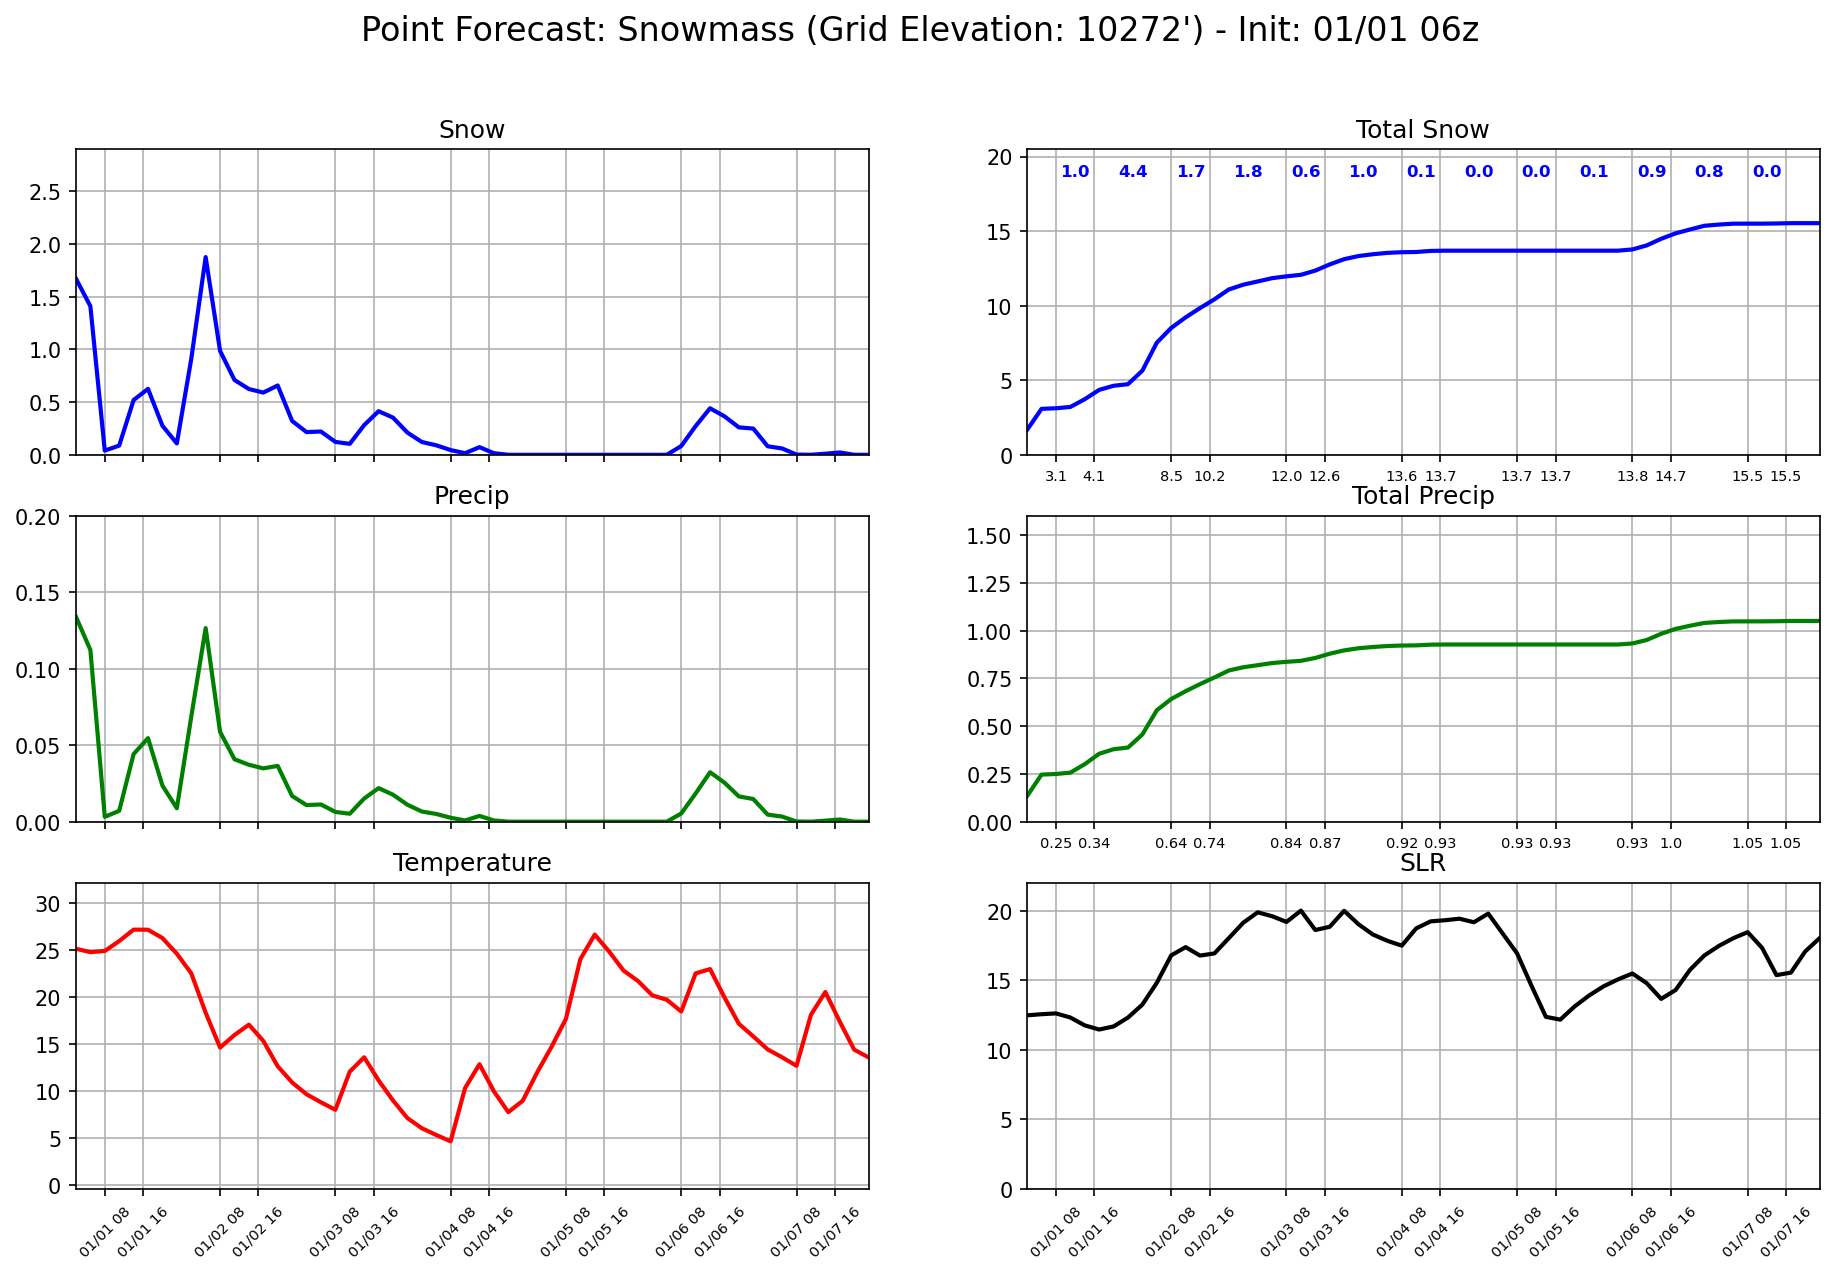 Point Forecast: Snowmass (Grid Elevation: 10272') - Init: 01/01 06z
Snow
2.5
2.0
1.5
1.0
0.5
0.0
Total Snow
20
15
10
5
0
1.0 4.4 1.7 1.8 0.6 1.0 0.1 0.0 0.0 0.1 0.9 0.8 0.0
3.1 4.1 8.5 10.2 12.0 12.6 13.6 13.7 13.7 13.7 13.8 14.7 15.5 15.5
Precip
0.20
0.15
0.10
0.05
0.00
Total Precip
1.50
1.25
1.00
0.75
0.50
0.25
0.00
0.25 0.34 0.64 0.74 0.84 0.87 0.92 0.93 0.93 0.93 0.93 1.0 1.05 1.05
Temperature
30
25
20
15
10
5
0
01/01 08 01/01 16 01/02 08 01/02 16 01/03 08 01/03 16 01/04 08 01/04 16 01/05 08 01/05 16 01/06 08 01/06 16 01/07 08 01/07 16
SLR
20
15
10
5
0
01/01 08 01/01 16 01/02 08 01/02 16 01/03 08 01/03 16 01/04 08 01/04 16 01/05 08 01/05 16 01/06 08 01/06 16 01/07 08 01/07 16